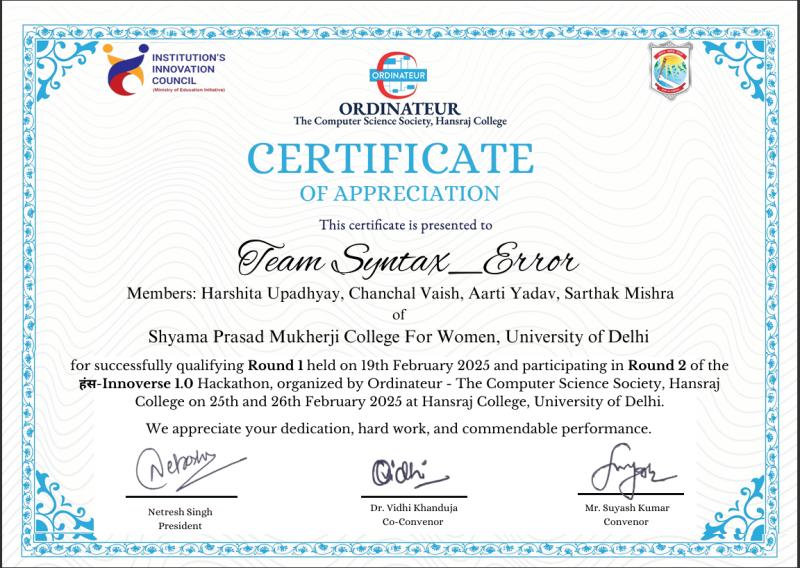 INSTITUTION'S
INNOVATION
COUNCIL
(Ministry of Education Initiative)
ORDINATEUR
ORDINATEUR
The Computer Science Society, Hansraj College
CERTIFICATE
OF APPRECIATION
This certificate is presented to
Team Syntax_Error
Members: Harshita Upadhyay, Chanchal Vaish, Aarti Yadav, Sarthak Mishra
of
Shyama Prasad Mukherji College For Women, University of Delhi
for successfully qualifying Round 1 held on 19th February 2025 and participating in Round 2 of the
हंस-Innoverse 1.0 Hackathon, organized by Ordinateur - The Computer Science Society, Hansraj
College on 25th and 26th February 2025 at Hansraj College, University of Delhi.
We appreciate your dedication, hard work, and commendable performance.
Vidhi
Netresh Singh
President
Dr. Vidhi Khanduja
Co-Convenor
Mr. Suyash Kumar
Convenor